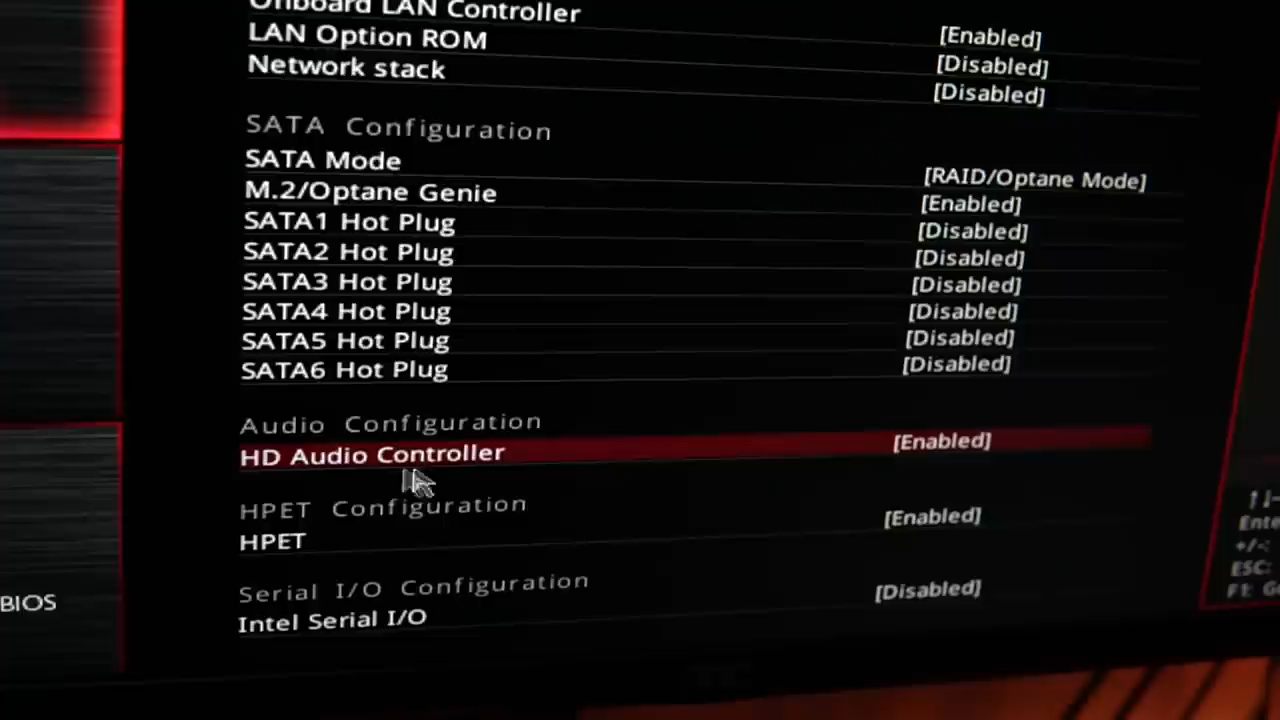 Onboard LAN Controller [Enabled]
LAN Option ROM [Disabled]
Network stack [Disabled]
SATA Configuration
SATA Mode [RAID/Optane Mode]
M.2/Optane Genie [Enabled]
SATA1 Hot Plug [Disabled]
SATA2 Hot Plug [Disabled]
SATA3 Hot Plug [Disabled]
SATA4 Hot Plug [Disabled]
SATA5 Hot Plug [Disabled]
SATA6 Hot Plug [Disabled]
Audio Configuration
HD Audio Controller [Enabled]
HPET Configuration
HPET [Enabled]
Serial I/O Configuration
Intel Serial I/O [Disabled]
BIOS
Ente
+/-:
ESC:
F1: G